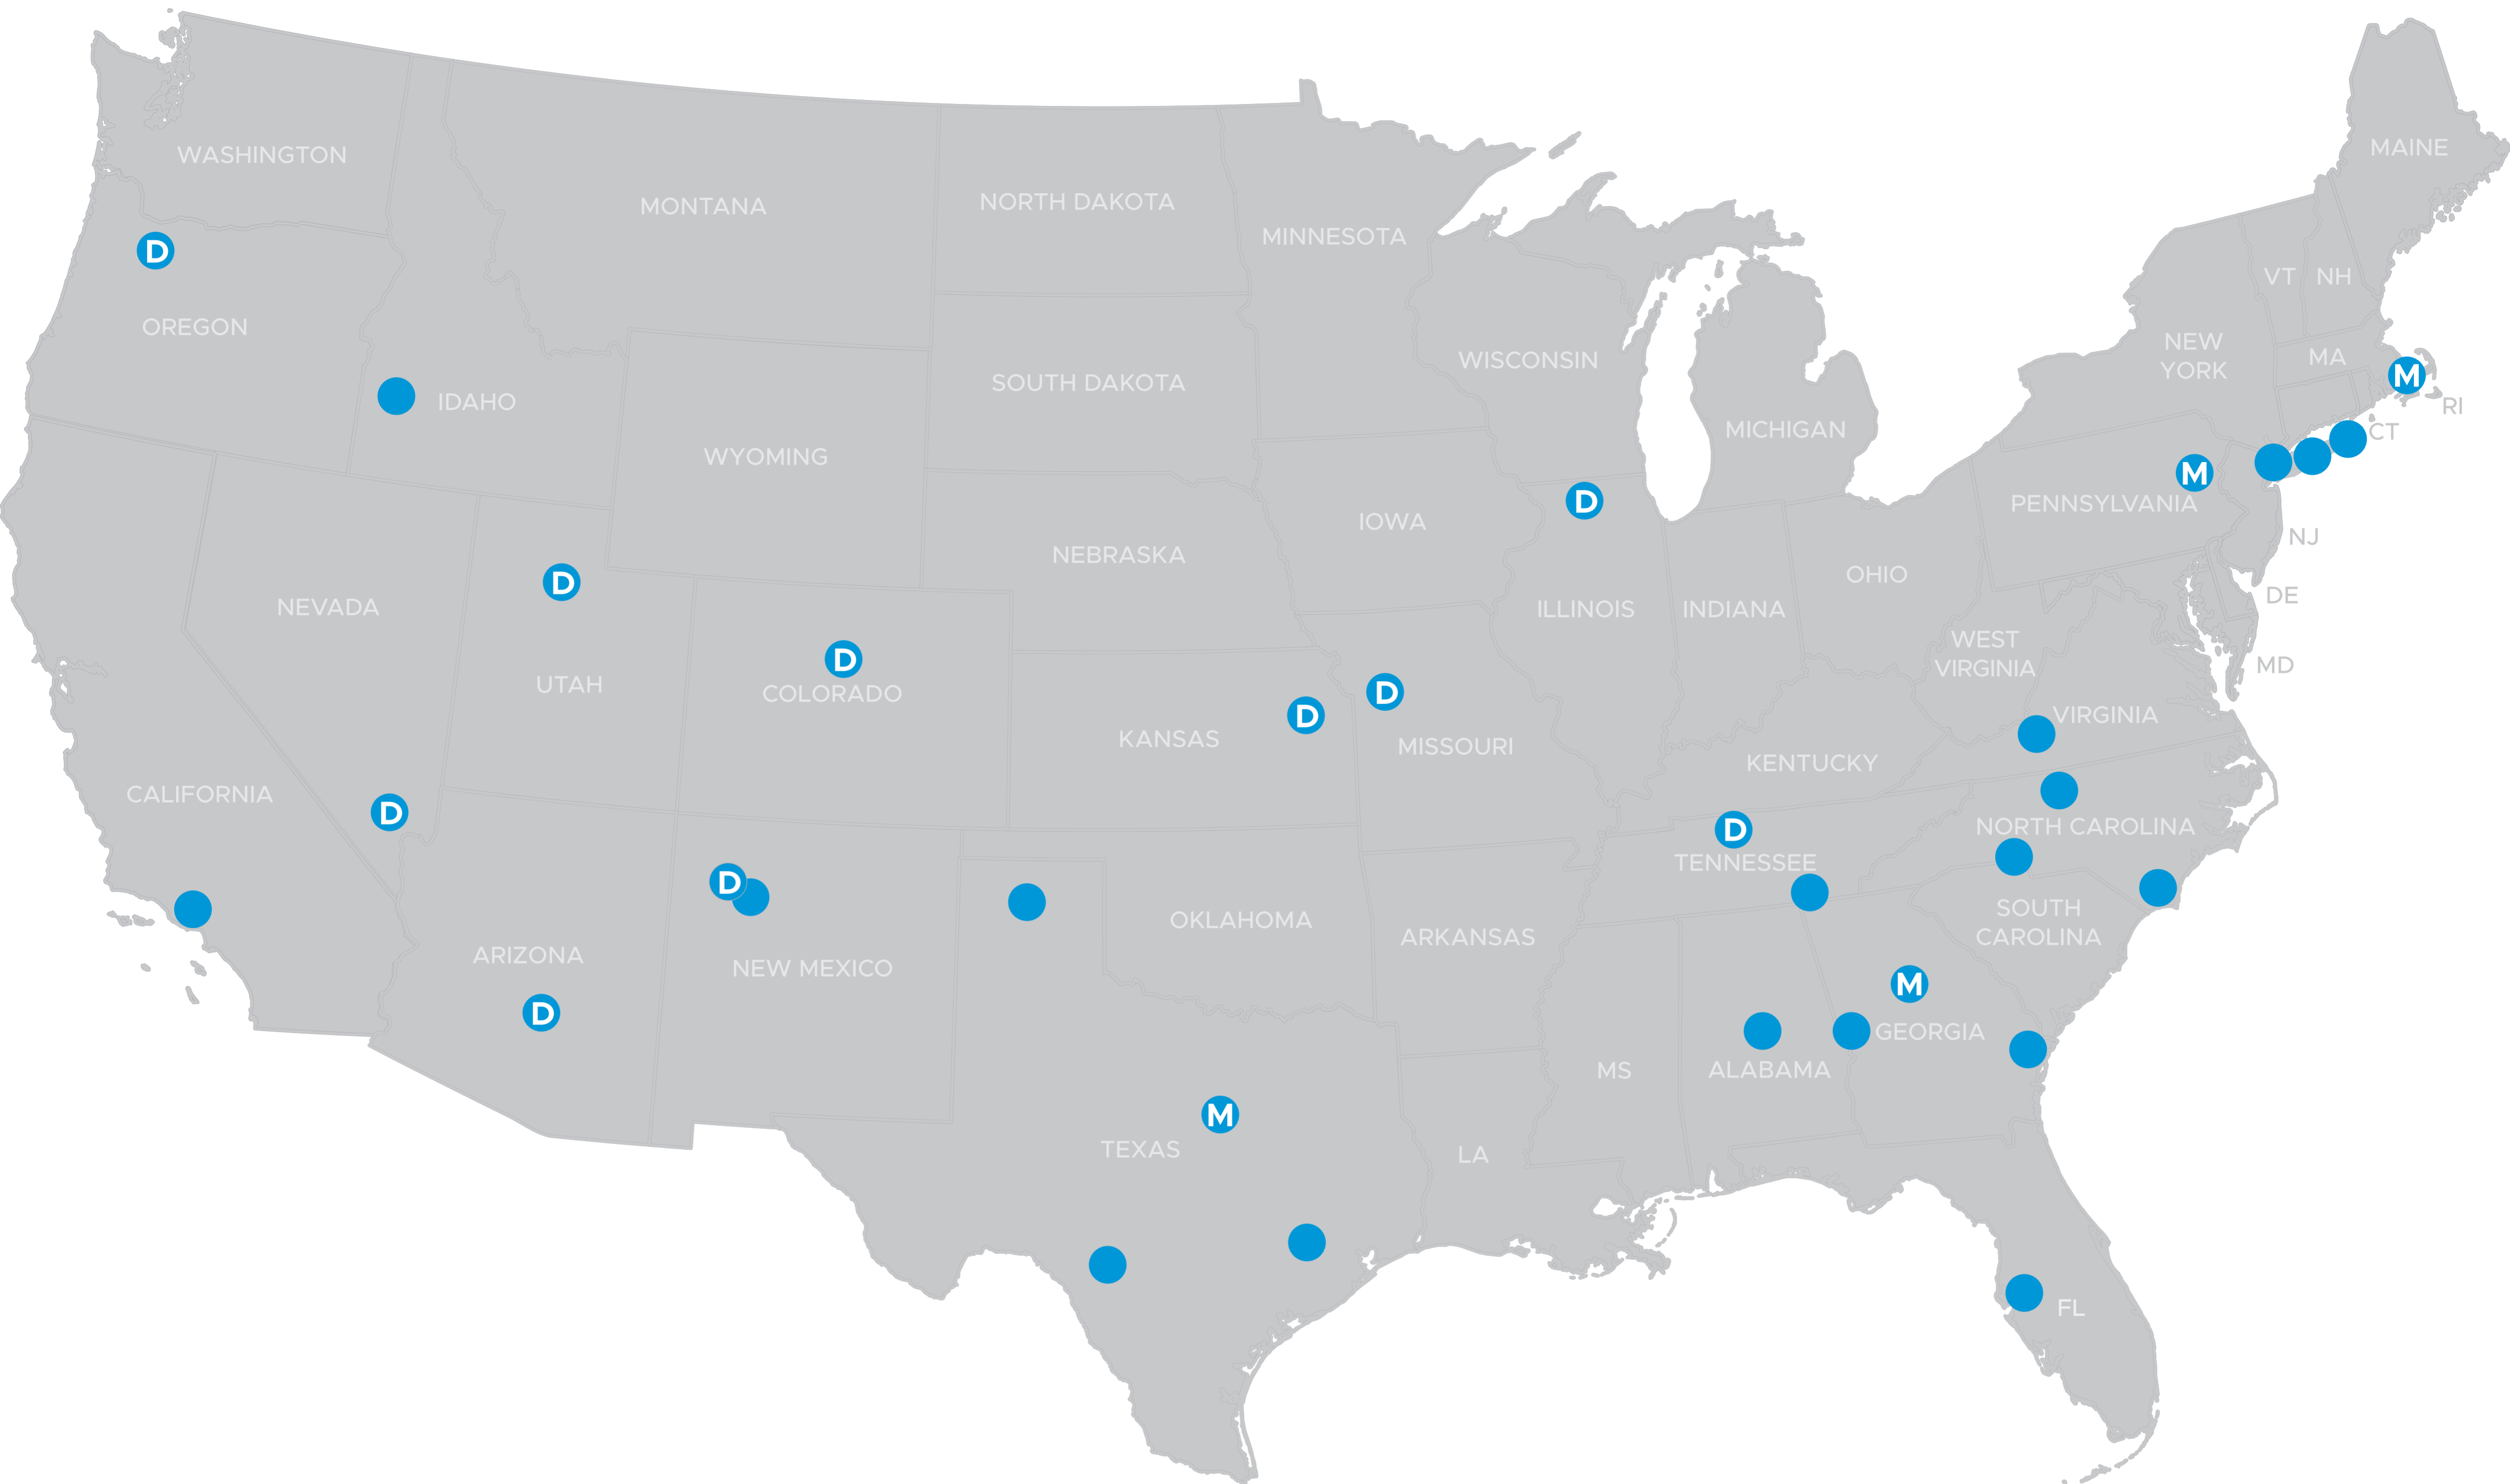 WASHINGTON
MAINE
MONTANA
NORTH DAKOTA
MINNESOTA
D
VT
NH
OREGON
NEW
YORK
WISCONSIN
MA
M
SOUTH DAKOTA
IDAHO
RI
MICHIGAN
CT
WYOMING
M
D
PENNSYLVANIA
IOWA
NJ
NEBRASKA
D
OHIO
DE
NEVADA
ILLINOIS
INDIANA
WEST
VIRGINIA
D
MD
UTAH
COLORADO
D
D
VIRGINIA
KANSAS
MISSOURI
KENTUCKY
CALIFORNIA
D
D
NORTH CAROLINA
TENNESSEE
D
SOUTH
CAROLINA
OKLAHOMA
ARKANSAS
ARIZONA
NEW MEXICO
M
D
GEORGIA
MS
ALABAMA
M
TEXAS
LA
FL